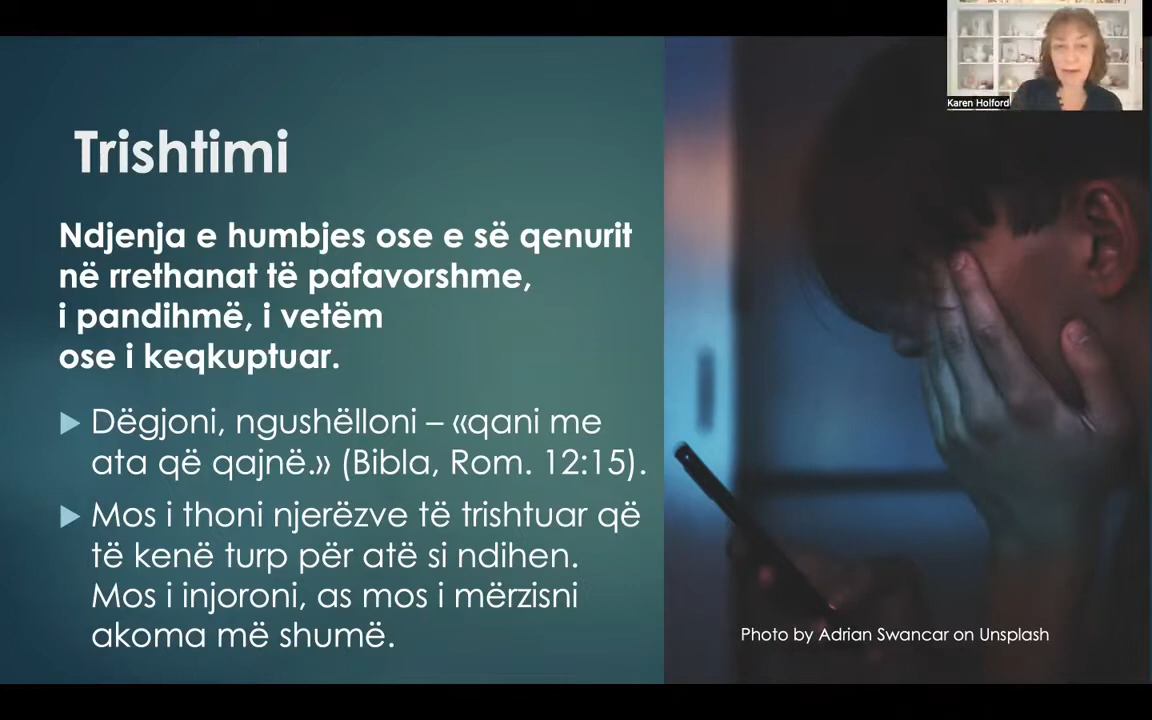 Karen Holford
Trishtimi
Ndjenja e humbjes ose e së qenurit
në rrethanat të pafavorshme,
i pandihmë, i vetëm
ose i keqkuptuar.
Dëgjoni, ngushëlloni – «qani me
ata që qajnë.» (Bibla, Rom. 12:15).
Mos i thoni njerëzve të trishtuar që
të kenë turp për atë si ndihen.
Mos i injoroni, as mos i mërzisni
akoma më shumë.
Photo by Adrian Swancar on Unsplash